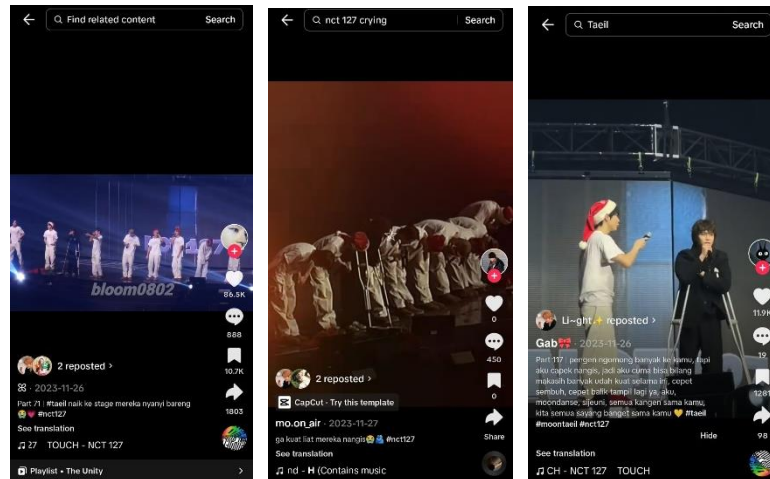 Find related content
Search
bloom0802
86.5K
888
10.7K
2 reposted >
⌘ · 2023-11-26
1803
Part 71 | #taeil naik ke stage mereka nyanyi bareng
😭💗 #nct127
See translation
27 TOUCH - NCT 127
Playlist • The Unity >
nct 127 crying
Search
0
450
2 reposted >
0
CapCut - Try this template
mo.on_air · 2023-11-27
Share
ga kuat liat mereka nangis😭🫂 #nct127
See translation
nd - H (Contains music
Taeil
Search
11.9K
Li~ght✨ reposted >
Gab🎀 · 2023-11-26
19
Part 117 : pengen ngomong banyak ke kamu, tapi
aku capek nangis, jadi aku cuma bisa bilang
makasih banyak udah kuat selama ini, cepet
1281
sembuh, cepet balik tampil lagi ya, aku,
moondanse, sijeuni, semua kangen sama kamu,
kita semua sayang banget sama kamu 💛 #taeil
#moontaeil #nct127
Hide
98
See translation
CH - NCT 127 TOUCH